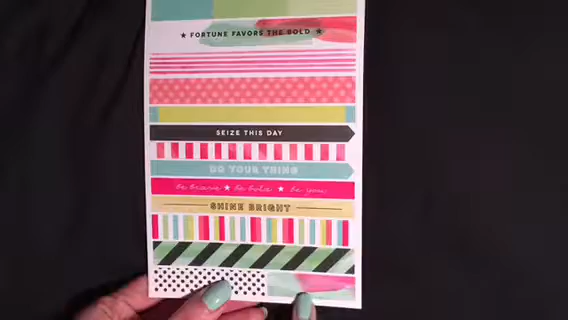 ★ FORTUNE FAVORS THE BOLD ★
SEIZE THIS DAY
DO YOUR THING
be brave ★ be bold ★ be you
SHINE BRIGHT